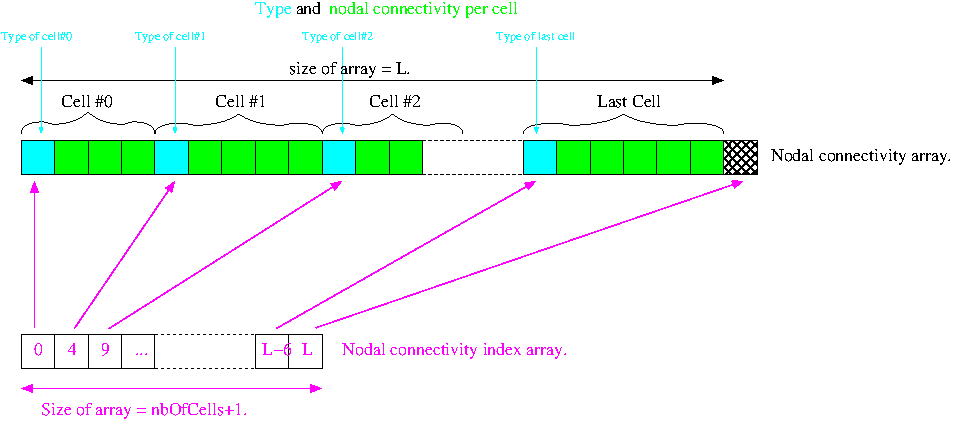 Type and nodal connectivity per cell
Type of cell#0 Type of cell#1 Type of cell#2 Type of last cell
size of array = L.
Cell #0 Cell #1 Cell #2 Last Cell
Nodal connectivity array.
0 4 9 ... L−6 L Nodal connectivity index array.
Size of array = nbOfCells+1.